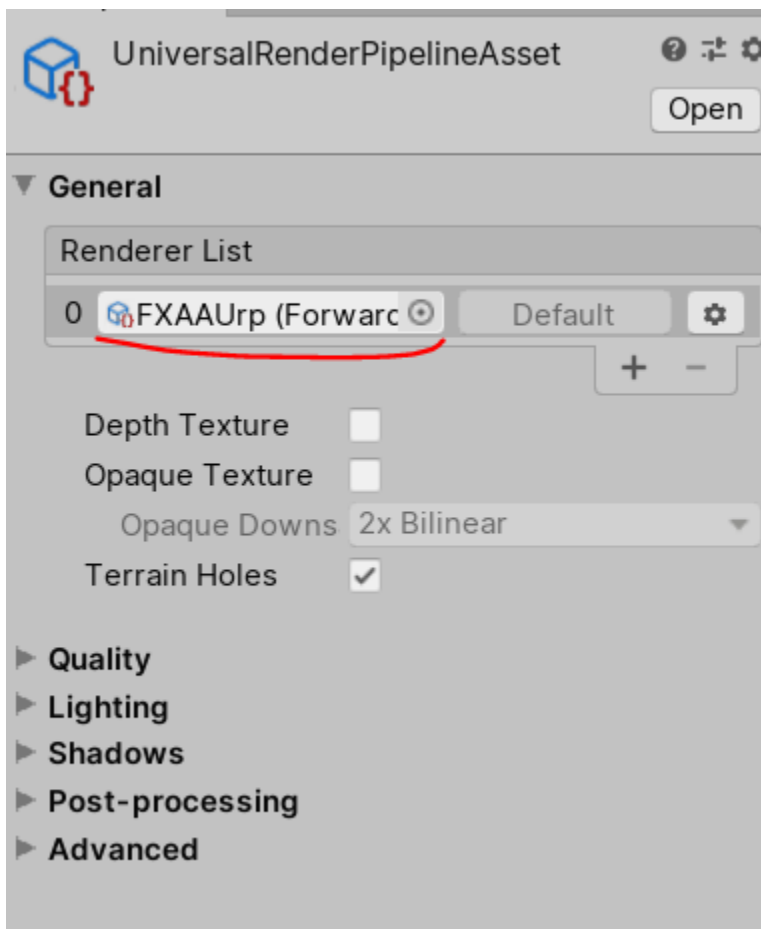 UniversalRenderPipelineAsset
Open
General
Renderer List
0 FXAAUrp (Forwarc Default
+ −
Depth Texture
Opaque Texture
Opaque Downs 2x Bilinear
Terrain Holes
Quality
Lighting
Shadows
Post-processing
Advanced